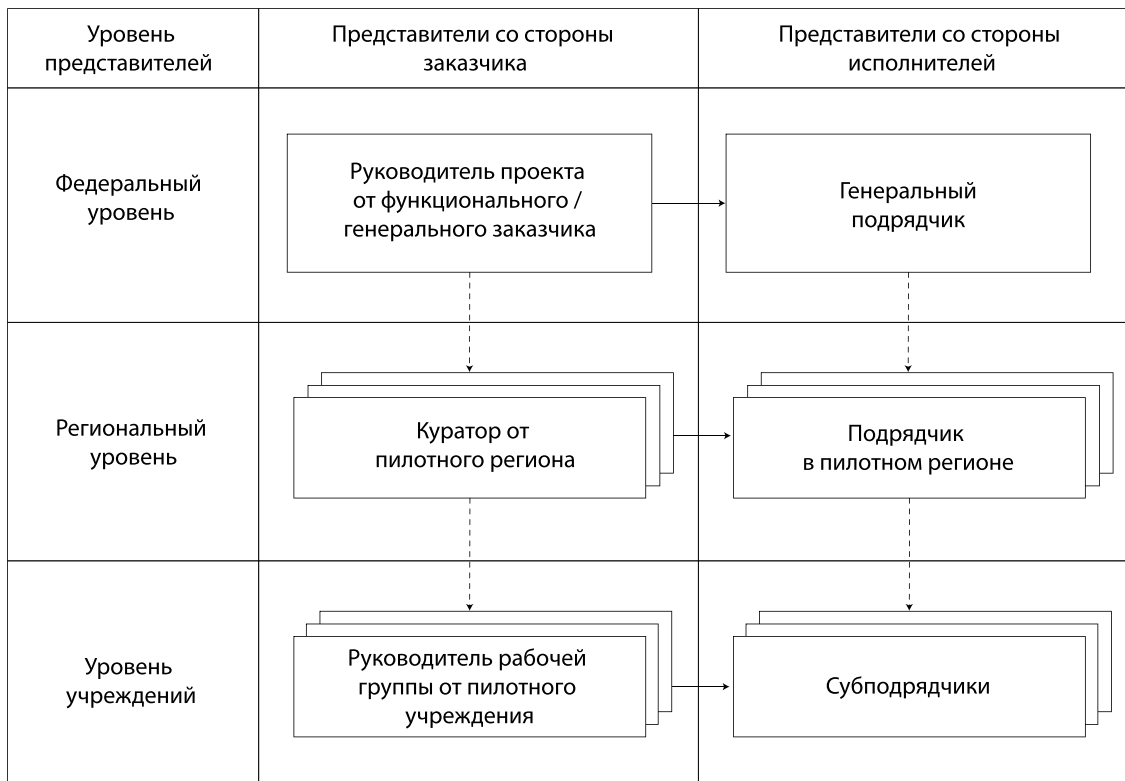 Уровень
представителей
Представители со стороны
заказчика
Представители со стороны
исполнителей
Федеральный
уровень
Руководитель проекта
от функционального /
генерального заказчика
Генеральный
подрядчик
Региональный
уровень
Куратор от
пилотного региона
Подрядчик
в пилотном регионе
Уровень
учреждений
Руководитель рабочей
группы от пилотного
учреждения
Субподрядчики